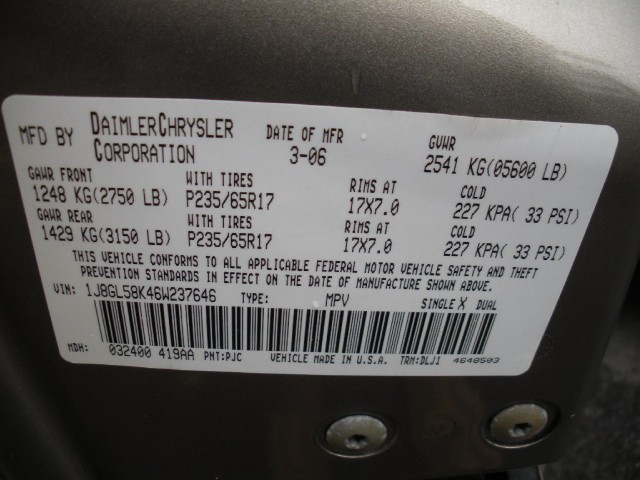 MFD BY DAIMLERCHRYSLER CORPORATION DATE OF MFR 3-06 GVWR 2541 KG(05600 LB)
GAWR FRONT WITH TIRES RIMS AT COLD
1248 KG(2750 LB) P235/65R17 17X7.0 227 KPA( 33 PSI)
GAWR REAR WITH TIRES RIMS AT COLD
1429 KG(3150 LB) P235/65R17 17X7.0 227 KPA( 33 PSI)
THIS VEHICLE CONFORMS TO ALL APPLICABLE FEDERAL MOTOR VEHICLE SAFETY AND THEFT
PREVENTION STANDARDS IN EFFECT ON THE DATE OF MANUFACTURE SHOWN ABOVE.
VIN: 1J8GL58K46W237646 TYPE: MPV SINGLE X DUAL
MDH: 032400 419AA PNT:PJC VEHICLE MADE IN U.S.A. TRM:DLJ1 4648503